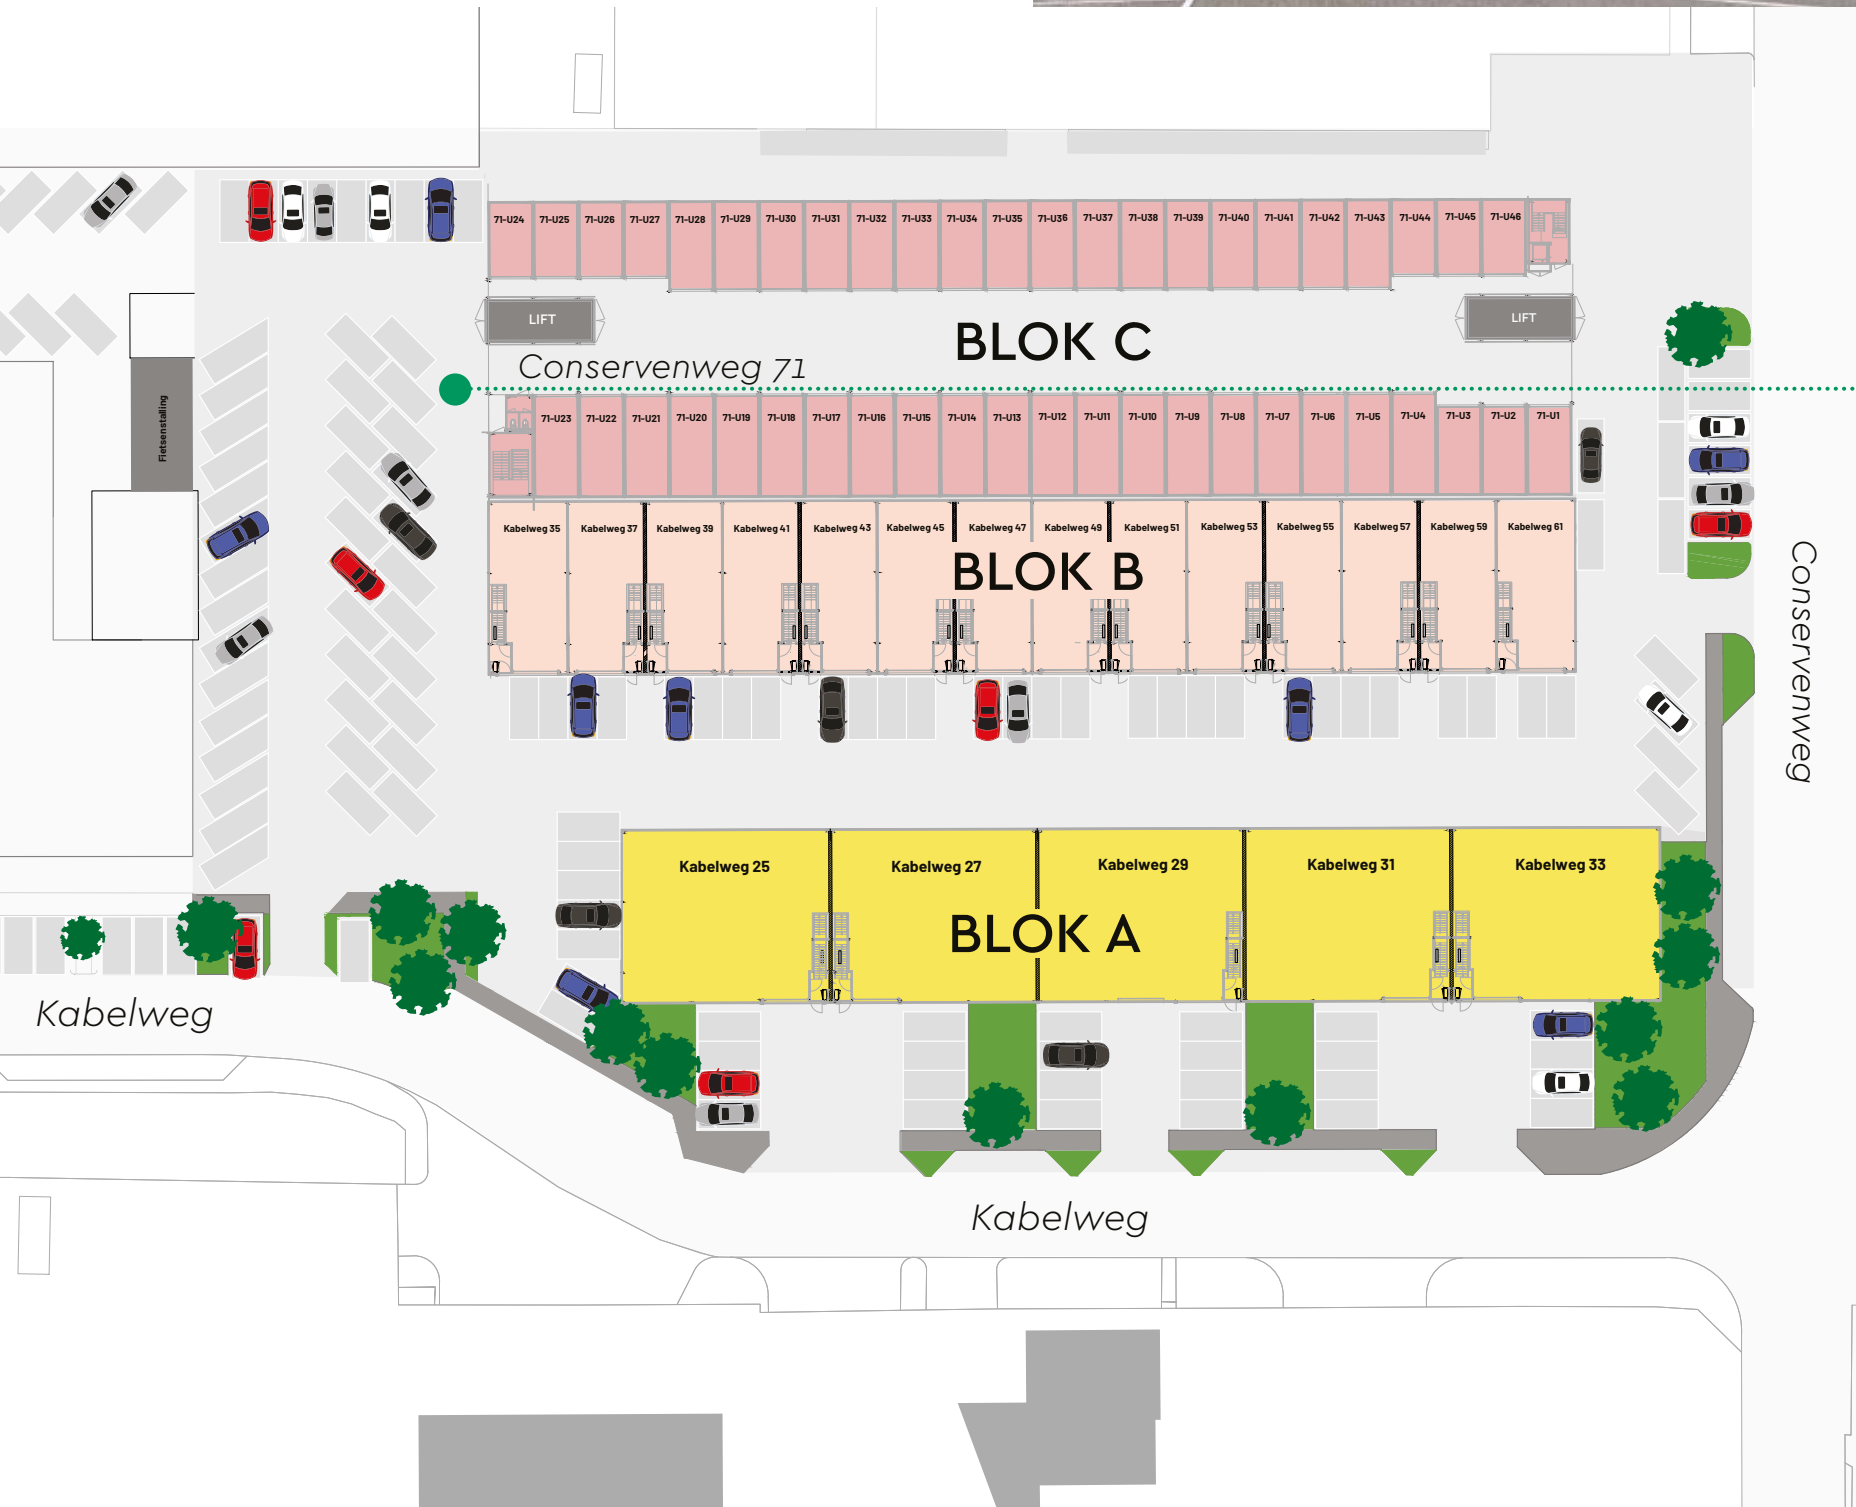 71-U24 71-U25 71-U26 71-U27 71-U28 71-U29 71-U30 71-U31 71-U32 71-U33 71-U34 71-U35 71-U36 71-U37 71-U38 71-U39 71-U40 71-U41 71-U42 71-U43 71-U44 71-U45 71-U46
LIFT
LIFT
BLOK C
Conservenweg 71
71-U23 71-U22 71-U21 71-U20 71-U19 71-U18 71-U17 71-U16 71-U15 71-U14 71-U13 71-U12 71-U11 71-U10 71-U9 71-U8 71-U7 71-U6 71-U5 71-U4 71-U3 71-U2 71-U1
Fietsenstalling
Kabelweg 35 Kabelweg 37 Kabelweg 39 Kabelweg 41 Kabelweg 43 Kabelweg 45 Kabelweg 47 Kabelweg 49 Kabelweg 51 Kabelweg 53 Kabelweg 55 Kabelweg 57 Kabelweg 59 Kabelweg 61
BLOK B
Conservenweg
Kabelweg 25 Kabelweg 27 Kabelweg 29 Kabelweg 31 Kabelweg 33
BLOK A
Kabelweg
Kabelweg